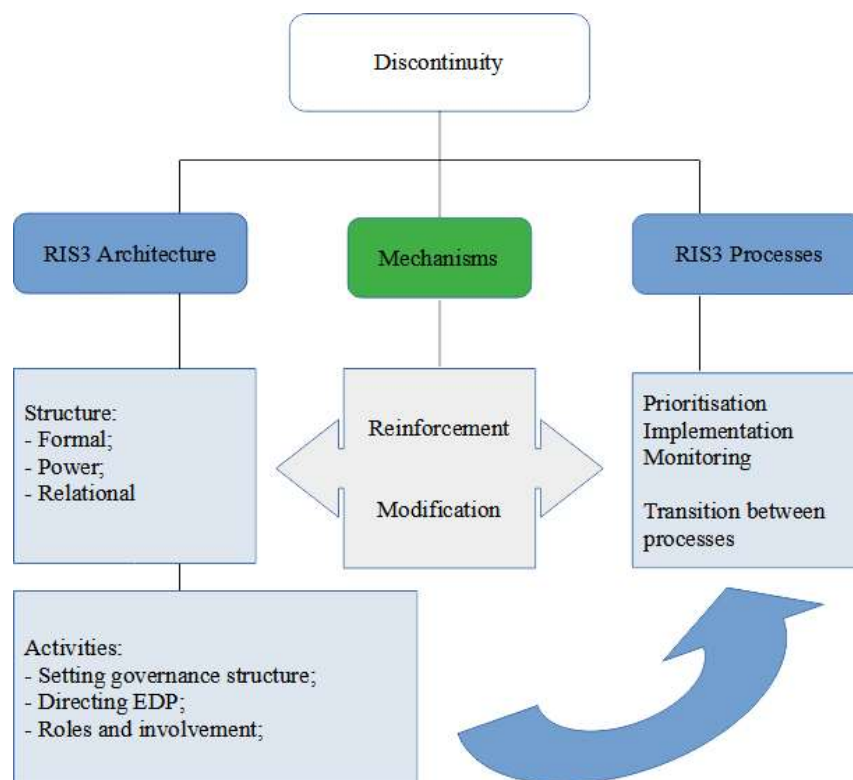 Discontinuity
RIS3 Architecture
Mechanisms
RIS3 Processes
Structure:
- Formal;
- Power;
- Relational
Reinforcement
Modification
Prioritisation
Implementation
Monitoring
Transition between
processes
Activities:
- Setting governance structure;
- Directing EDP;
- Roles and involvement;